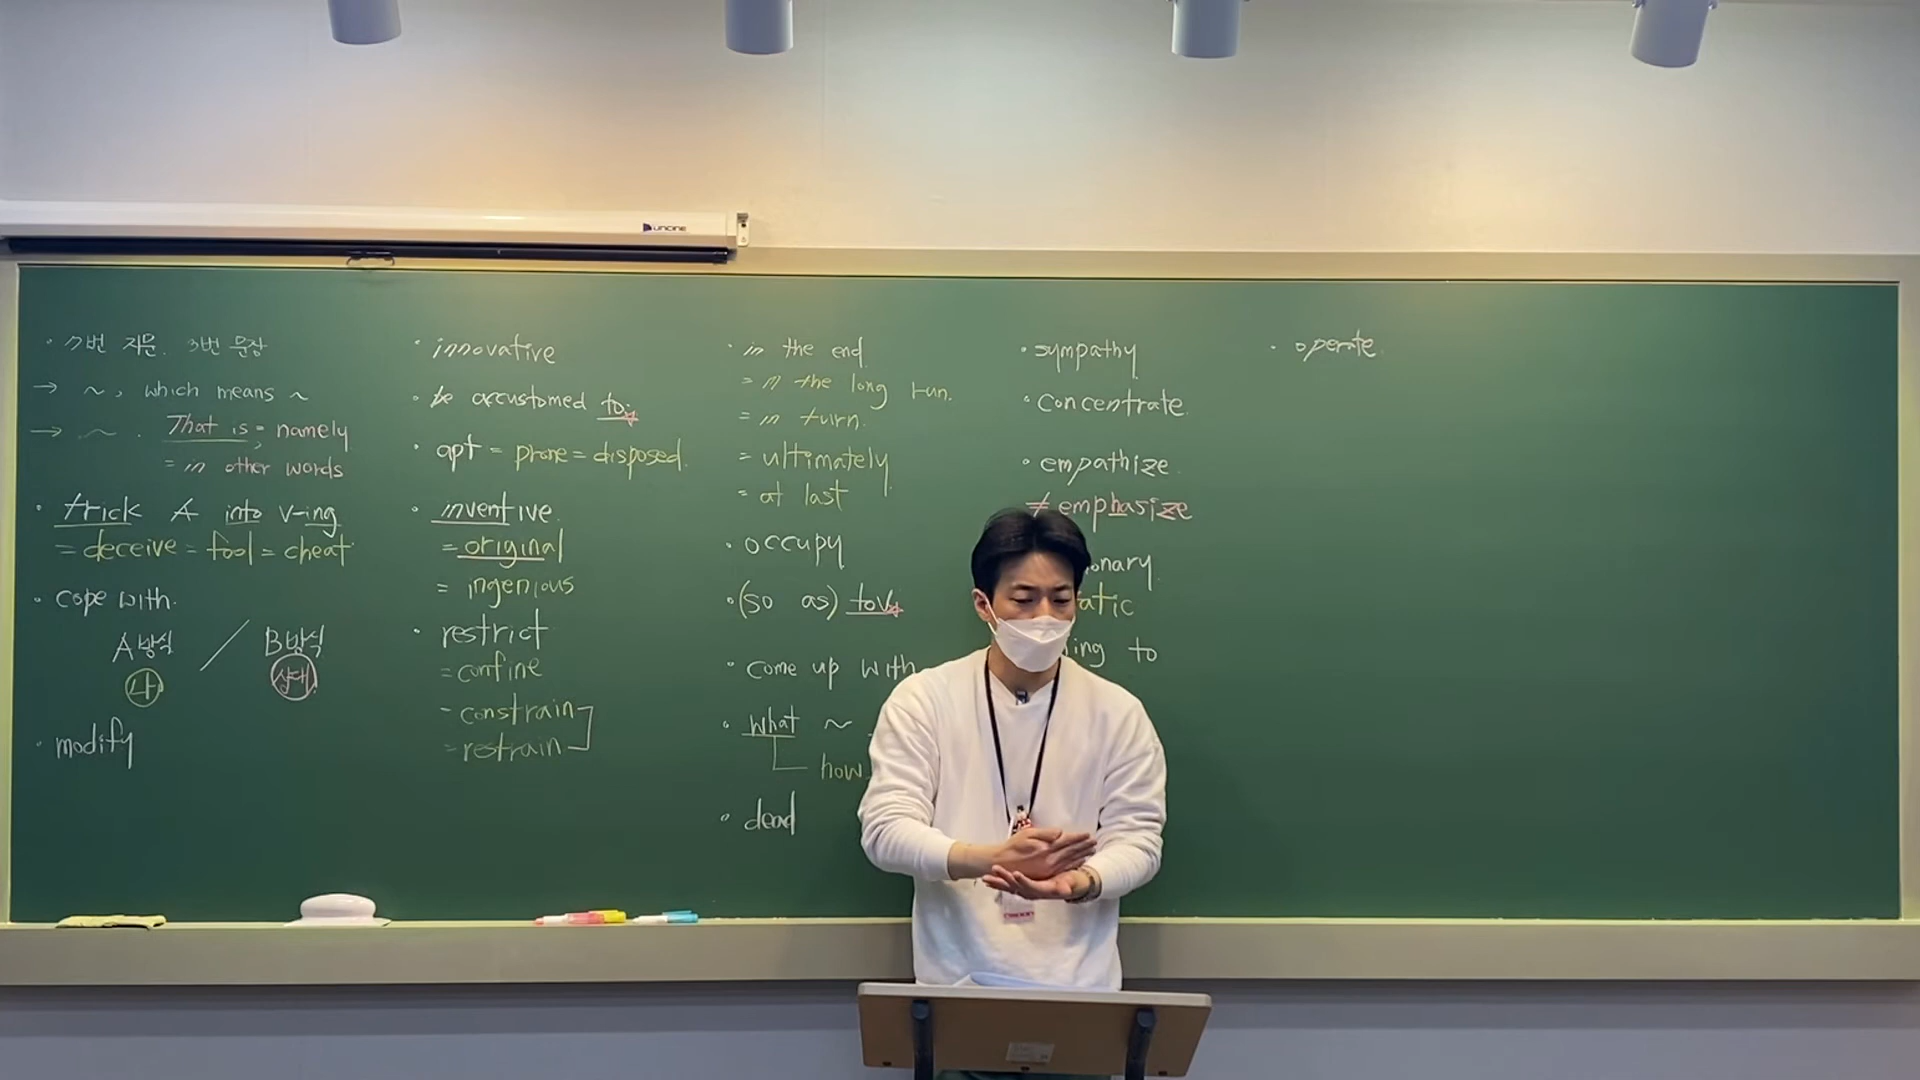 · 7번 지문. 3번 문장
→ ~, which means ~
→ ~. That is, = namely
= in other words
· trick A into v-ing
= deceive = fool = cheat
· cope with.
A방식 / B방식
나 상대
· modify
· innovative
· be accustomed to
· apt = prone = disposed.
· inventive.
= original
= ingenious
· restrict
= confine
- constrain
= restrain
· in the end.
= in the long run.
= in turn.
= ultimately
= at last
· occupy
· (so as) to V
· come up with
· what ~
how
· dead
· sympathy
· concentrate.
· empathize.
≠ emphasize
onary.
atic
ing to
· operate.
UNCINE